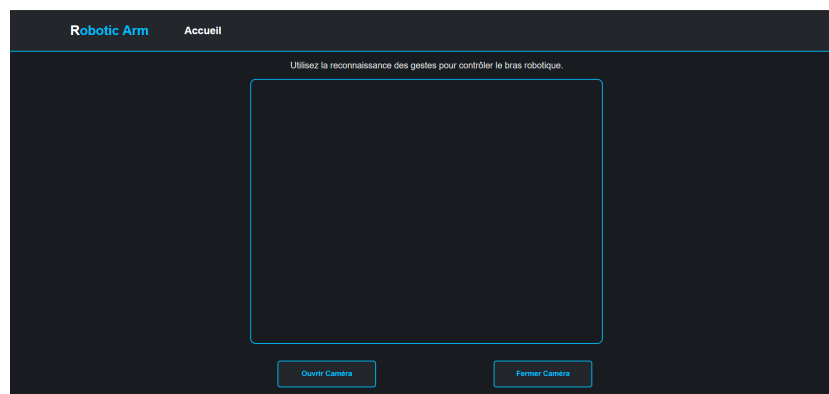 Robotic Arm Accueil
Utilisez la reconnaissance des gestes pour contrôler le bras robotique.
Ouvrir Caméra Fermer Caméra